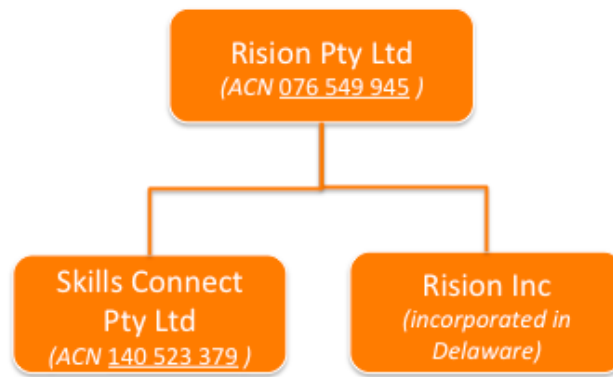 Rision Pty Ltd
(ACN 076 549 945 )
Skills Connect
Pty Ltd
(ACN 140 523 379 )
Rision Inc
(incorporated in
Delaware)